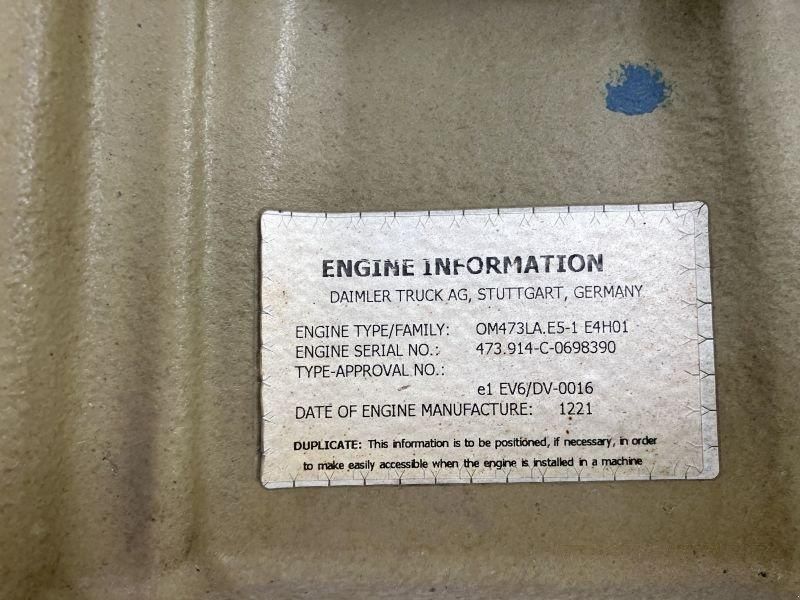 ENGINE INFORMATION
DAIMLER TRUCK AG, STUTTGART, GERMANY
ENGINE TYPE/FAMILY: OM473LA.E5-1 E4H01
ENGINE SERIAL NO.: 473.914-C-0698390
TYPE-APPROVAL NO.:
e1 EV6/DV-0016
DATE OF ENGINE MANUFACTURE: 1221
DUPLICATE: This information is to be positioned, if necessary, in order
to make easily accessible when the engine is installed in a machine